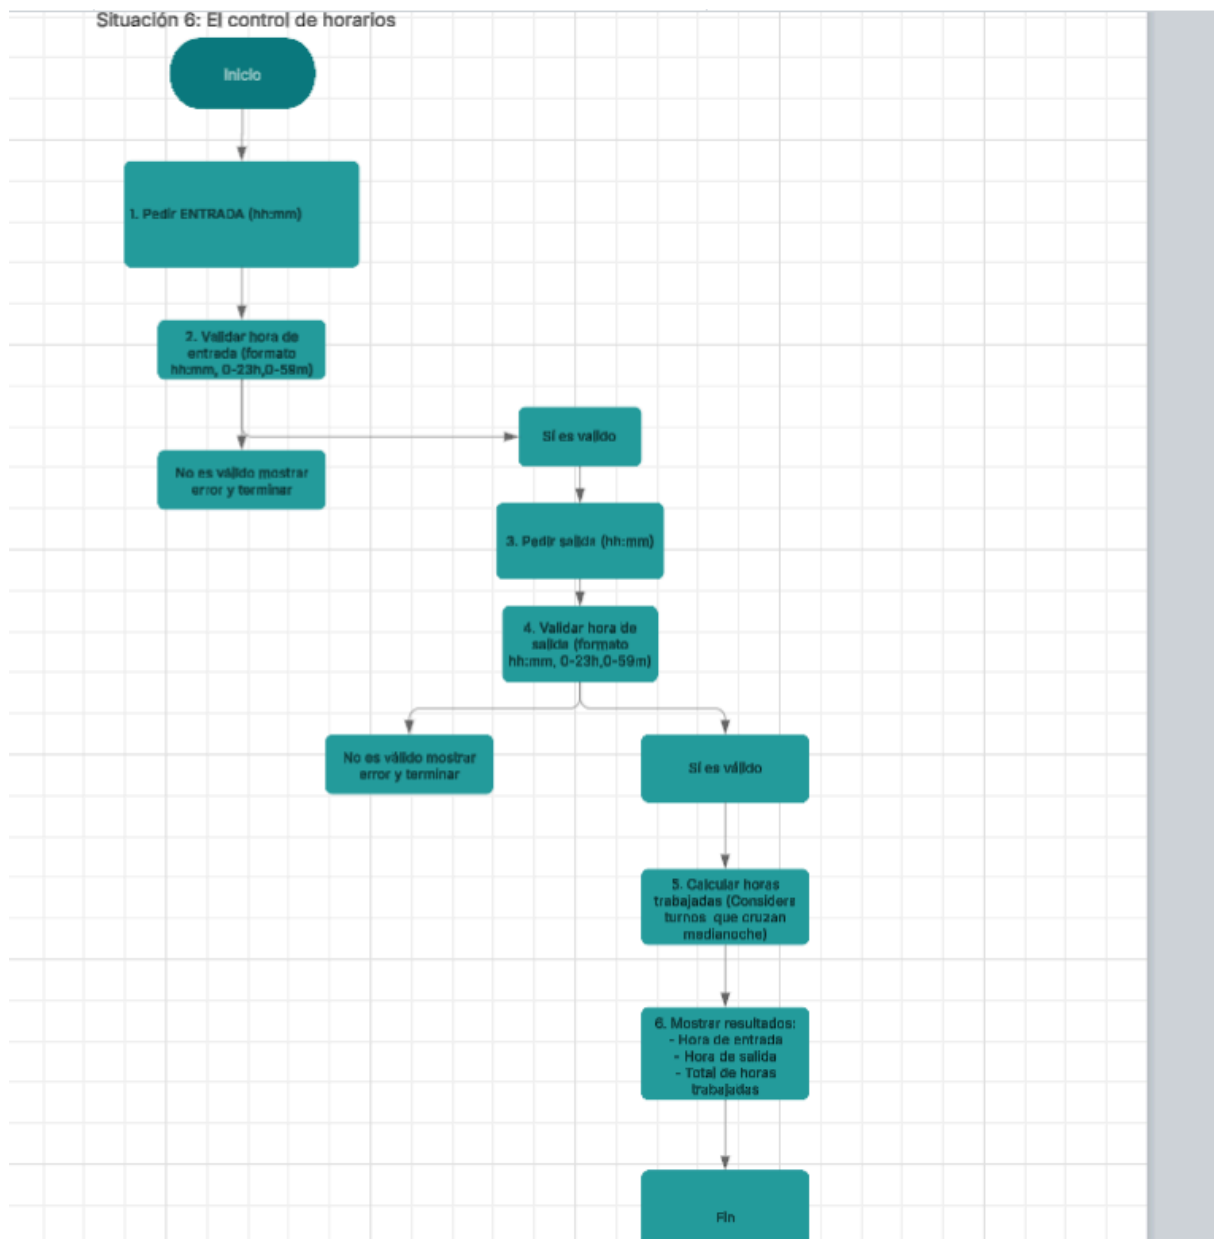 Situación 6: El control de horarios
Inicio
1. Pedir ENTRADA (hh:mm)
2. Validar hora de
entrada (formato
hh:mm, 0-23h,0-59m)
Sí es valido
No es válido mostrar
error y terminar
3. Pedir salida (hh:mm)
4. Validar hora de
salida (formato
hh:mm, 0-23h,0-59m)
No es válido mostrar
error y terminar
Sí es válido
5. Calcular horas
trabajadas (Considera
turnos que cruzan
medianoche)
6. Mostrar resultados:
- Hora de entrada
- Hora de salida
- Total de horas
trabajadas
Fin